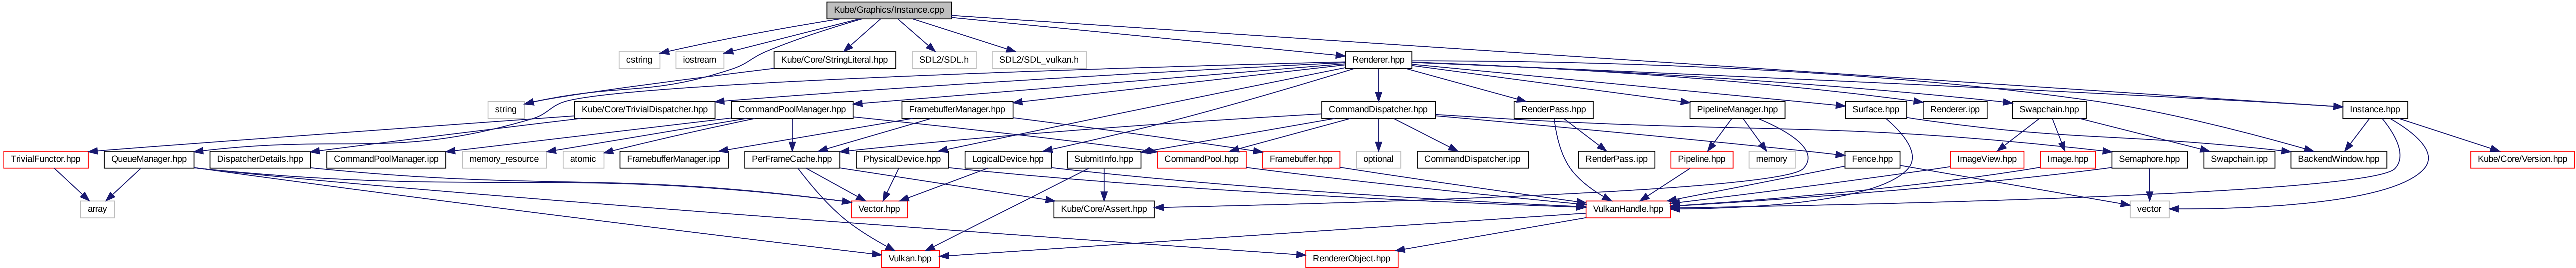 Kube/Graphics/Instance.cpp
cstring
iostream
Kube/Core/StringLiteral.hpp
SDL2/SDL.h
SDL2/SDL_vulkan.h
Renderer.hpp
string
Kube/Core/TrivialDispatcher.hpp
CommandPoolManager.hpp
FramebufferManager.hpp
CommandDispatcher.hpp
RenderPass.hpp
PipelineManager.hpp
Surface.hpp
Renderer.ipp
Swapchain.hpp
Instance.hpp
TrivialFunctor.hpp
QueueManager.hpp
DispatcherDetails.hpp
CommandPoolManager.ipp
memory_resource
atomic
FramebufferManager.ipp
PerFrameCache.hpp
PhysicalDevice.hpp
LogicalDevice.hpp
SubmitInfo.hpp
CommandPool.hpp
Framebuffer.hpp
optional
CommandDispatcher.ipp
RenderPass.ipp
Pipeline.hpp
memory
Fence.hpp
ImageView.hpp
Image.hpp
Semaphore.hpp
Swapchain.ipp
BackendWindow.hpp
Kube/Core/Version.hpp
array
Vector.hpp
Kube/Core/Assert.hpp
VulkanHandle.hpp
vector
Vulkan.hpp
RendererObject.hpp